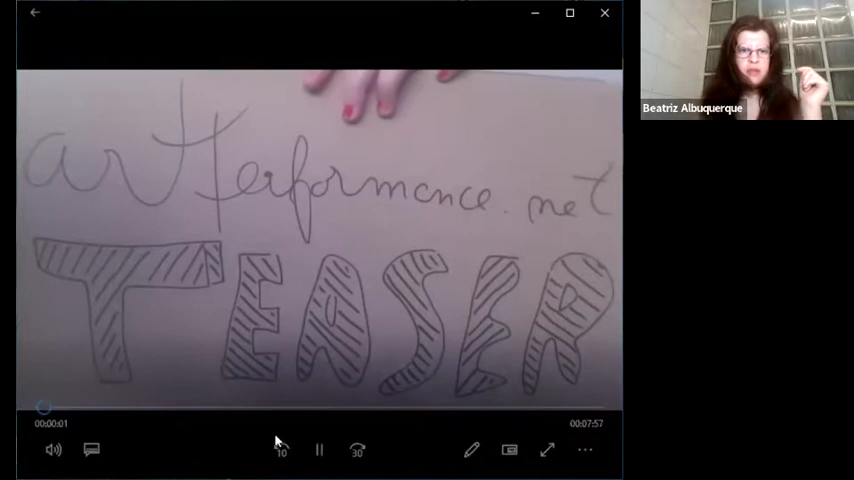 Beatriz Albuquerque
artPerformance.net
TEASER
00:00:01
00:07:57
10
30